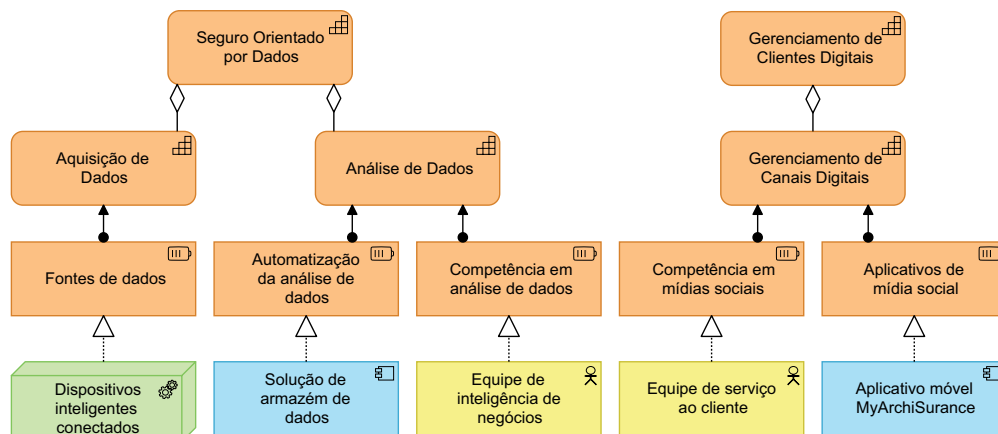 Seguro Orientado
por Dados
Gerenciamento de
Clientes Digitais
Aquisição de
Dados
Análise de Dados
Gerenciamento de
Canais Digitais
Fontes de dados
Automatização
da análise de
dados
Competência em
análise de dados
Competência em
mídias sociais
Aplicativos de
mídia social
Dispositivos
inteligentes
conectados
Solução de
armazém de
dados
Equipe de
inteligência de
negócios
Equipe de serviço
ao cliente
Aplicativo móvel
MyArchiSurance